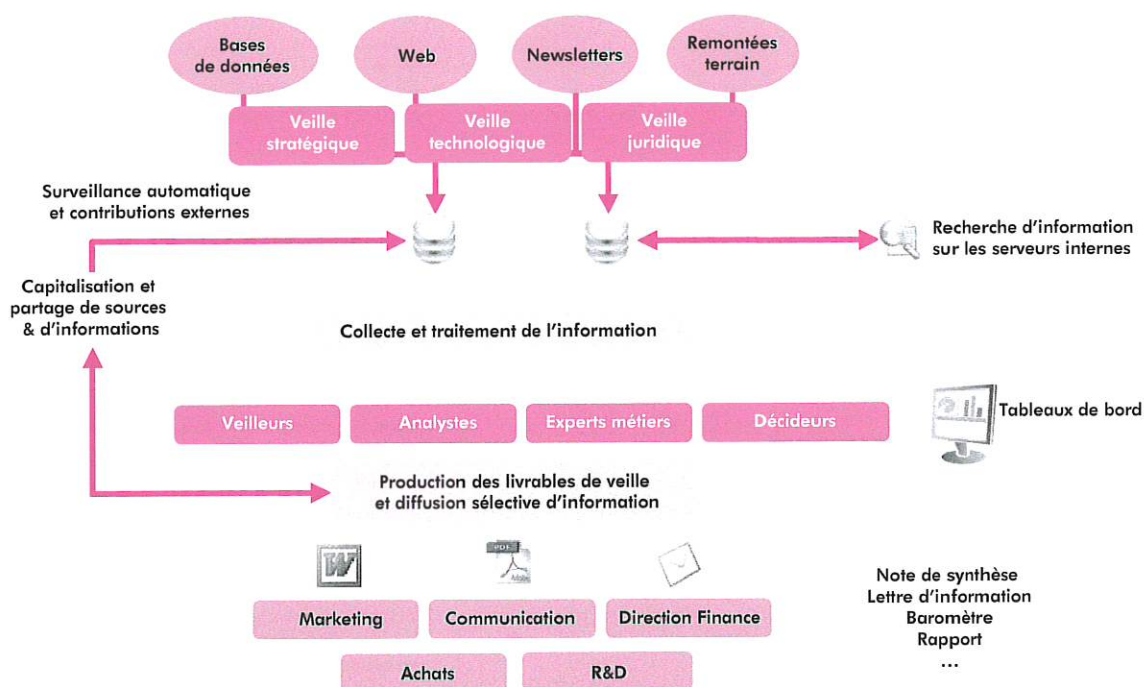 Bases
de données
Web
Newsletters
Remontées
terrain
Veille
stratégique
Veille
technologique
Veille
juridique
Surveillance automatique
et contributions externes
Recherche d'information
sur les serveurs internes
Capitalisation et
partage de sources
& d'informations
Collecte et traitement de l'information
Veilleurs
Analystes
Experts métiers
Décideurs
Tableaux de bord
Production des livrables de veille
et diffusion sélective d'information
W
PDF
Adobe
Marketing
Communication
Direction Finance
Achats
R&D
Note de synthèse
Lettre d'information
Baromètre
Rapport
...